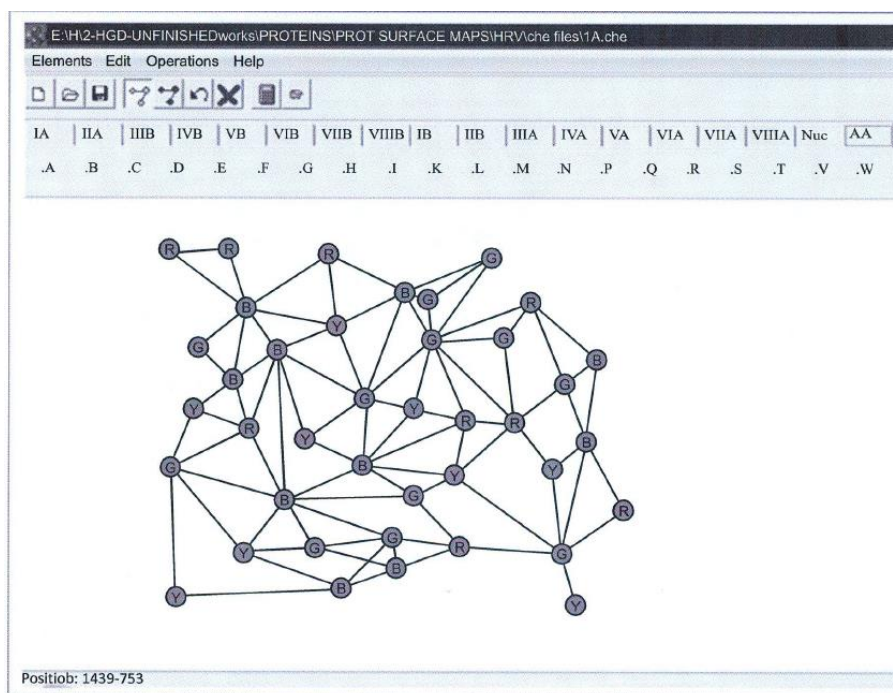 E:\H\2-HGD-UNFINISHEDworks\PROTEINS\PROT SURFACE MAPS\HRV\che files\1A.che
Elements Edit Operations Help
IA IIA IIIB IVB VB VIB VIIB VIIIB IB IIB IIIA IVA VA VIA VIIA VIIIA Nuc AA
.A .B .C .D .E .F .G .H .I .K .L .M .N .P .Q .R .S .T .V .W
R R R G
B B G R
Y
G B G G B
B G
Y G Y R R
R Y B
G B Y Y
B G R
Y G G R G
B
Y B Y
Positiob: 1439-753